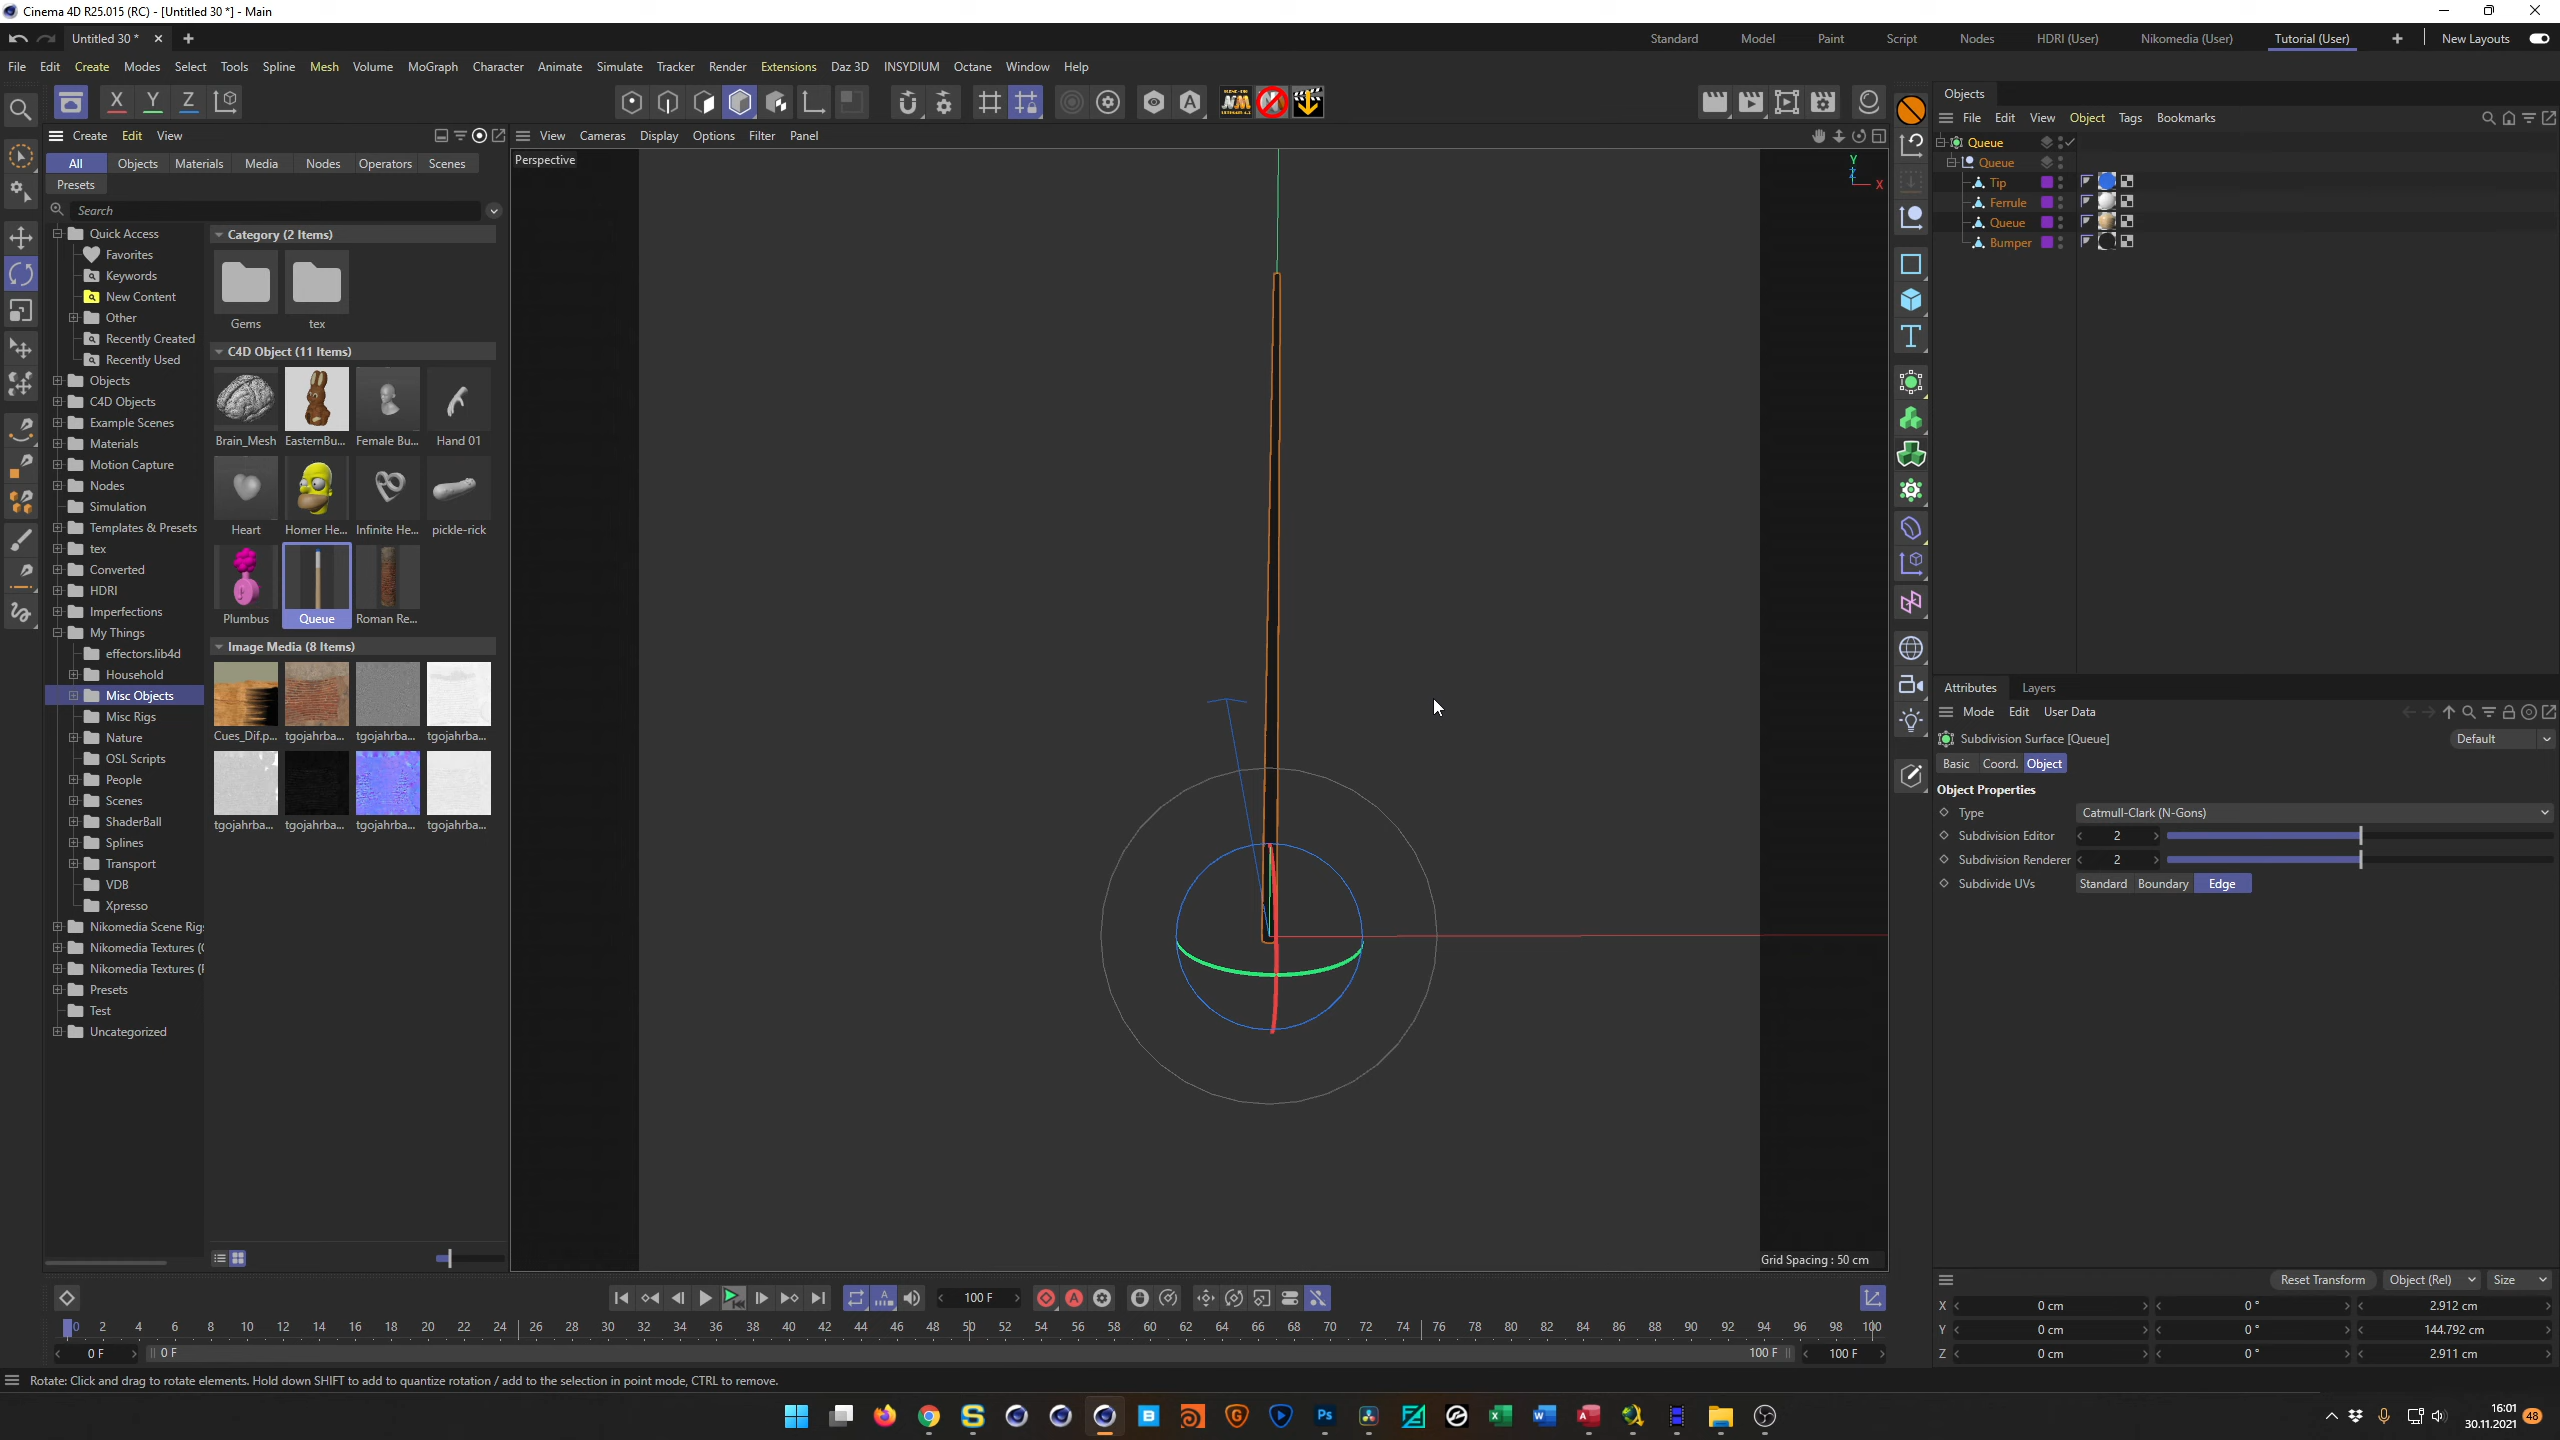 Cinema 4D R25.015 (RC) - [Untitled 30 *] - Main
Untitled 30 *
Standard Model Paint Script Nodes HDRI (User) Nikomedia (User) Tutorial (User) New Layouts
File Edit Create Modes Select Tools Spline Mesh Volume MoGraph Character Animate Simulate Tracker Render Extensions Daz 3D INSYDIUM Octane Window Help
X Y Z
Create Edit View
All Objects Materials Media Nodes Operators Scenes
Presets
Search
Quick Access
Favorites
Keywords
New Content
Other
Recently Created
Recently Used
Objects
C4D Objects
Example Scenes
Materials
Motion Capture
Nodes
Simulation
Templates & Presets
tex
Converted
HDRI
Imperfections
My Things
effectors.lib4d
Household
Misc Objects
Misc Rigs
Nature
OSL Scripts
People
Scenes
ShaderBall
Splines
Transport
VDB
Xpresso
Nikomedia Scene Rig
Nikomedia Textures (
Nikomedia Textures (
Presets
Test
Uncategorized
Category (2 Items)
Gems tex
C4D Object (11 Items)
Brain_Mesh EasternBu... Female Bu... Hand 01
Heart Homer He... Infinite He... pickle-rick
Plumbus Queue Roman Re...
Image Media (8 Items)
Cues_Dif.p... tgojahrba... tgojahrba... tgojahrba...
tgojahrba... tgojahrba... tgojahrba... tgojahrba...
View Cameras Display Options Filter Panel
Perspective
Y
Z
X
Grid Spacing : 50 cm
Objects
File Edit View Object Tags Bookmarks
Queue
Queue
Tip
Ferrule
Queue
Bumper
Attributes Layers
Mode Edit User Data
Subdivision Surface [Queue] Default
Basic Coord. Object
Object Properties
Type Catmull-Clark (N-Gons)
Subdivision Editor 2
Subdivision Renderer 2
Subdivide UVs Standard Boundary Edge
Reset Transform Object (Rel) Size
X 0 cm 0 ° 2.912 cm
Y 0 cm 0 ° 144.792 cm
Z 0 cm 0 ° 2.911 cm
100 F
0 2 4 6 8 10 12 14 16 18 20 22 24 26 28 30 32 34 36 38 40 42 44 46 48 50 52 54 56 58 60 62 64 66 68 70 72 74 76 78 80 82 84 86 88 90 92 94 96 98 100
0 F 0 F 100 F 100 F
Rotate: Click and drag to rotate elements. Hold down SHIFT to add to quantize rotation / add to the selection in point mode, CTRL to remove.
16:01
30.11.2021
48